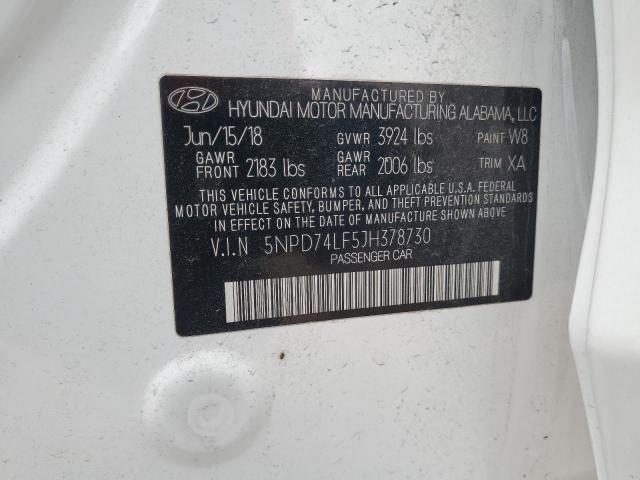 MANUFACTURED BY
HYUNDAI MOTOR MANUFACTURING ALABAMA, LLC
Jun/15/18 GVWR 3924 lbs PAINT W8
GAWR FRONT 2183 lbs GAWR REAR 2006 lbs TRIM XA
THIS VEHICLE CONFORMS TO ALL APPLICABLE U.S.A. FEDERAL
MOTOR VEHICLE SAFETY, BUMPER, AND THEFT PREVENTION STANDARDS
IN EFFECT ON THE DATE OF MANUFACTURE SHOWN ABOVE.
V.I.N 5NPD74LF5JH378730
PASSENGER CAR